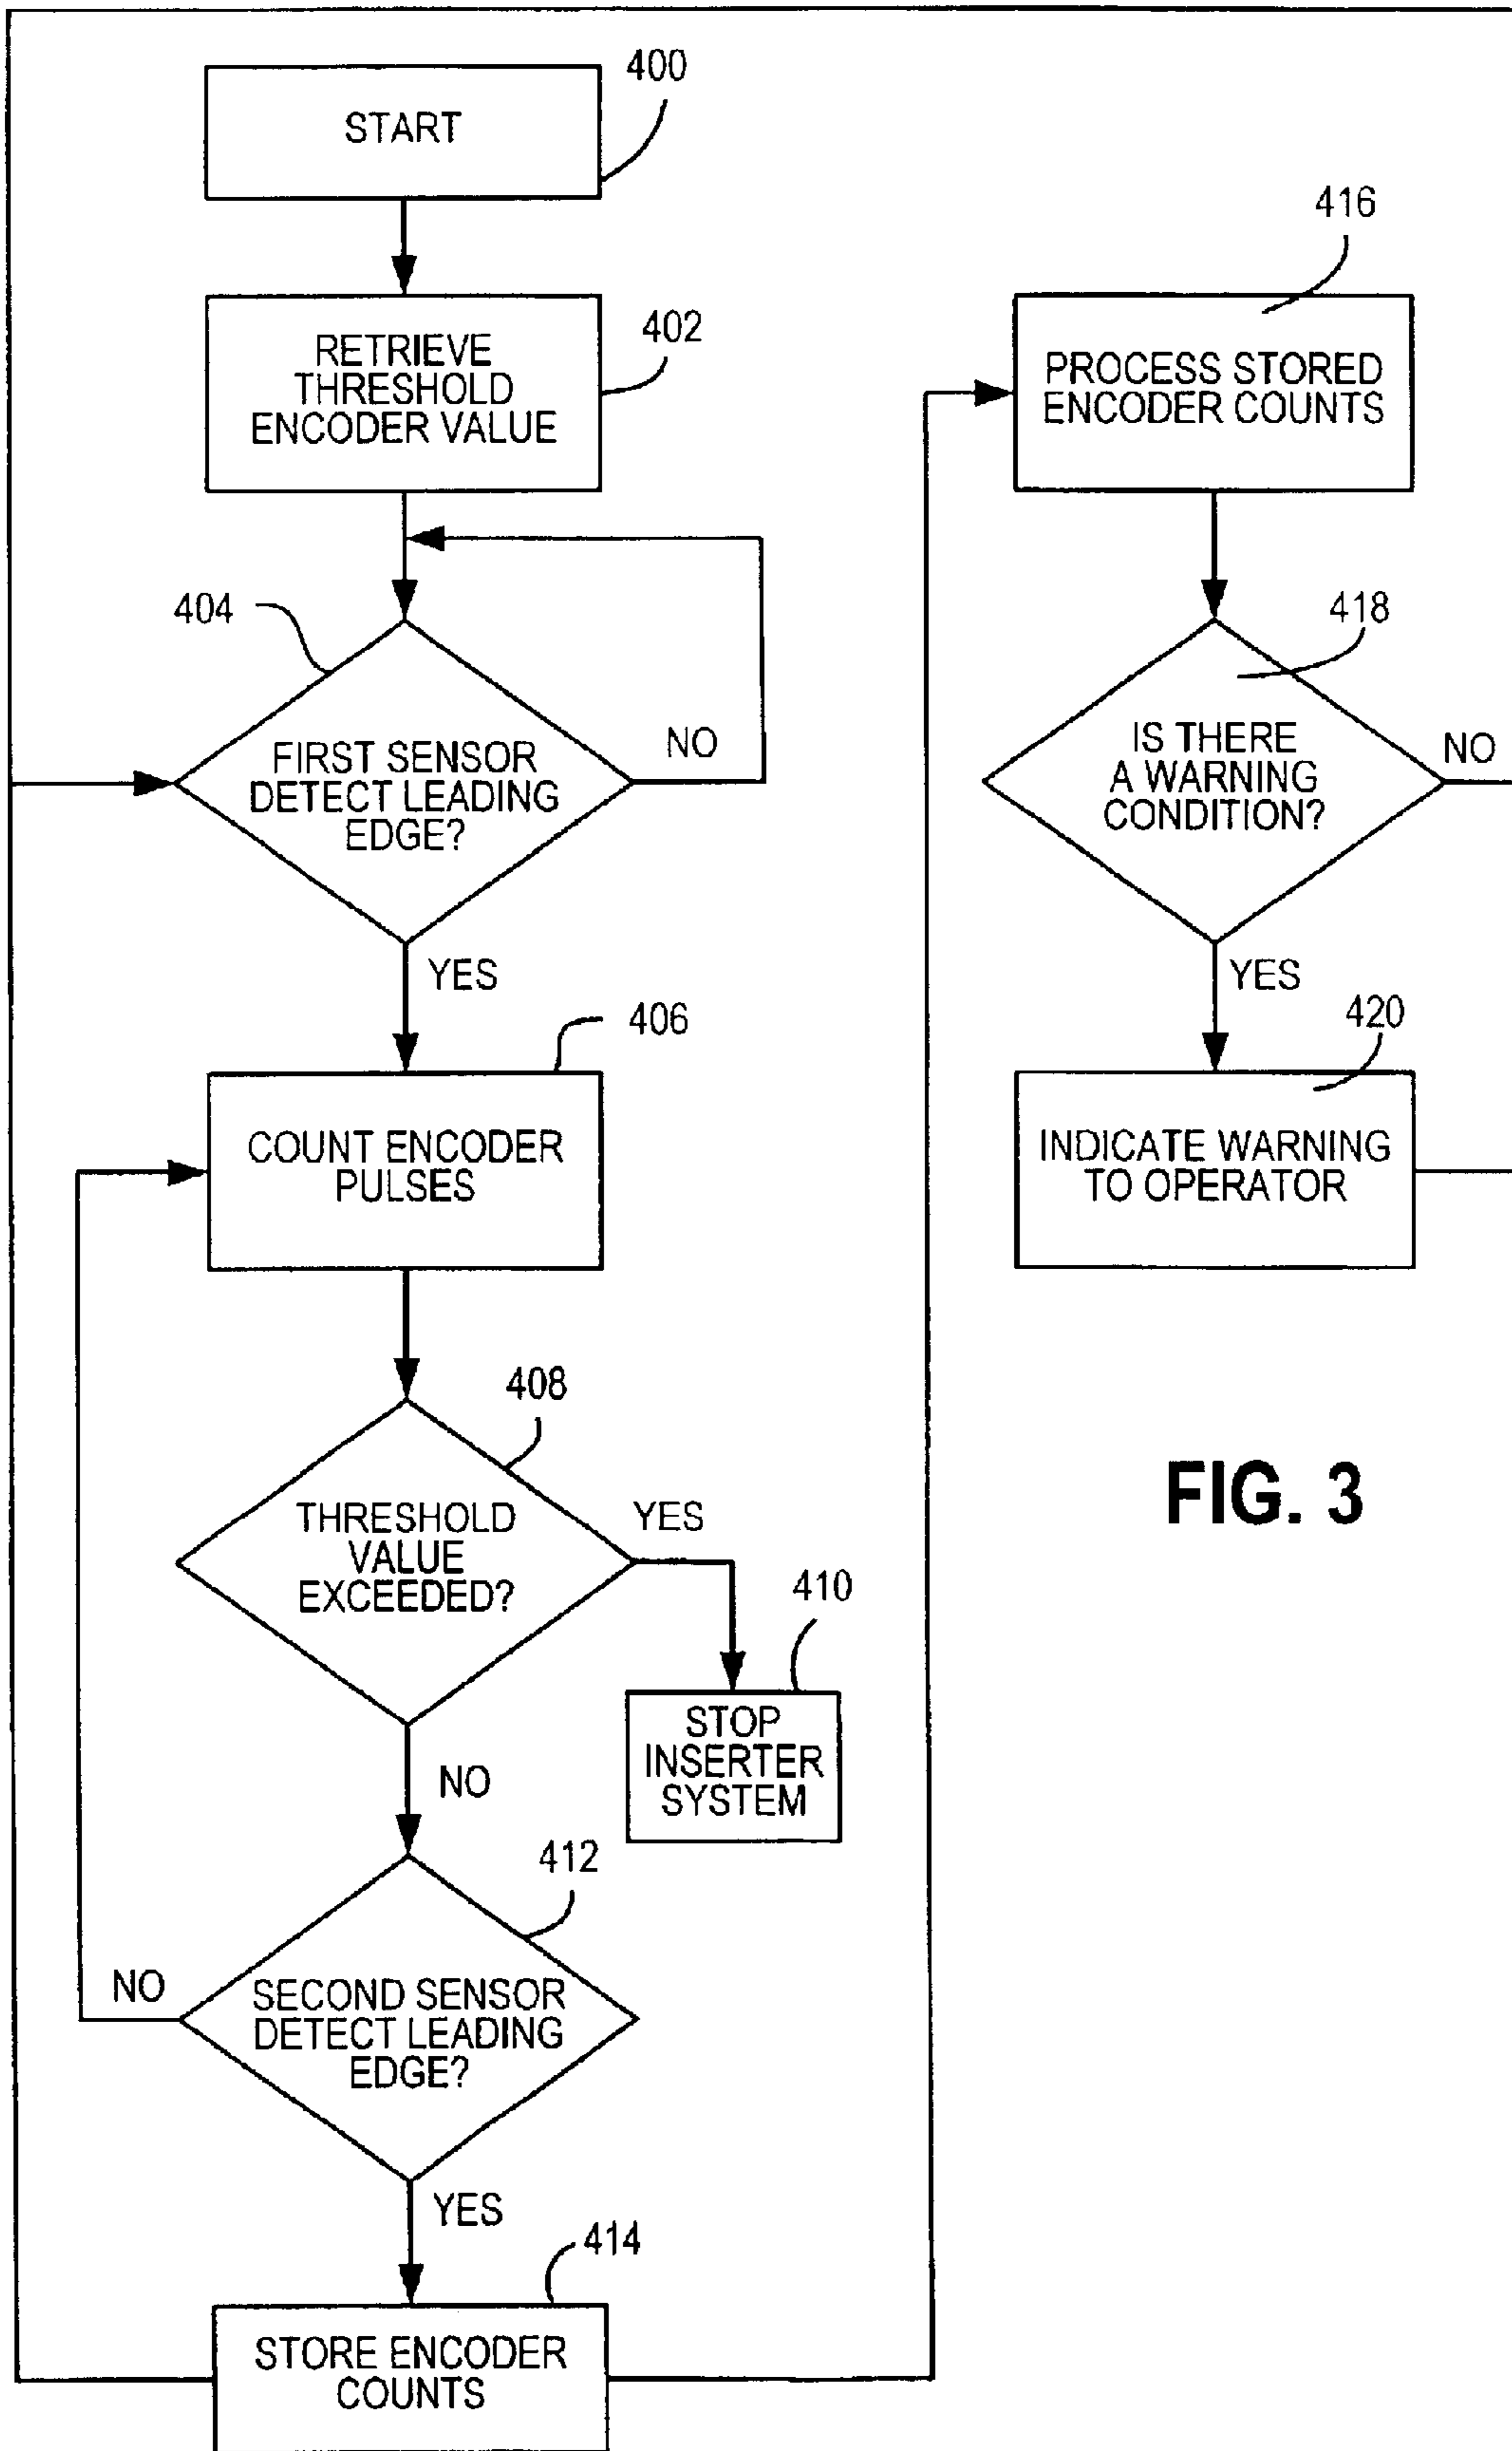 400
START
402
RETRIEVE
THRESHOLD
ENCODER VALUE
404
FIRST SENSOR
DETECT LEADING
EDGE?
NO
YES
406
COUNT ENCODER
PULSES
408
THRESHOLD
VALUE
EXCEEDED?
YES
410
STOP
INSERTER
SYSTEM
NO
412
SECOND SENSOR
DETECT LEADING
EDGE?
NO
YES
414
STORE ENCODER
COUNTS
416
PROCESS STORED
ENCODER COUNTS
418
IS THERE
A WARNING
CONDITION?
NO
YES
420
INDICATE WARNING
TO OPERATOR
FIG. 3